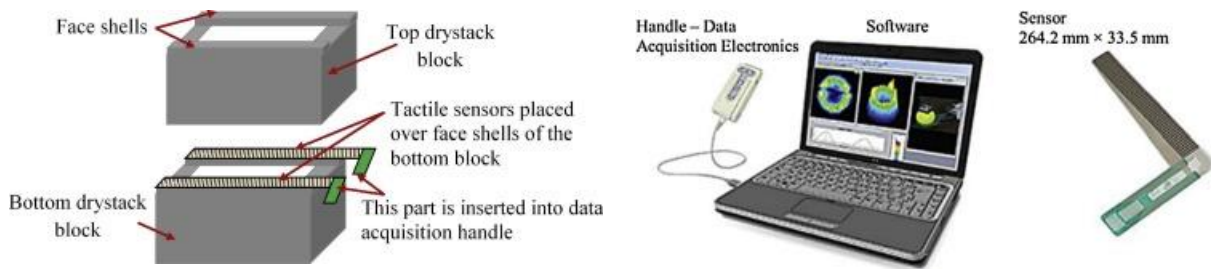 Face shells
Top drystack
block
Tactile sensors placed
over face shells of the
bottom block
Bottom drystack
block
This part is inserted into data
acquisition handle
Handle – Data
Acquisition Electronics
Software
Sensor
264.2 mm × 33.5 mm